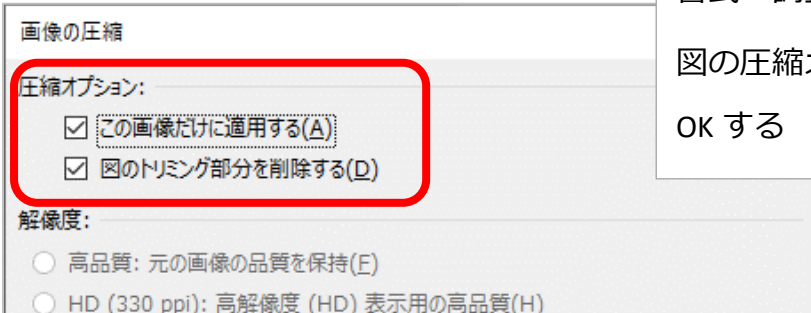 画像の圧縮
圧縮オプション:
この画像だけに適用する(A)
図のトリミング部分を削除する(D)
解像度:
高品質: 元の画像の品質を保持(F)
HD (330 ppi): 高解像度 (HD) 表示用の高品質(H)
図の圧縮
OK する